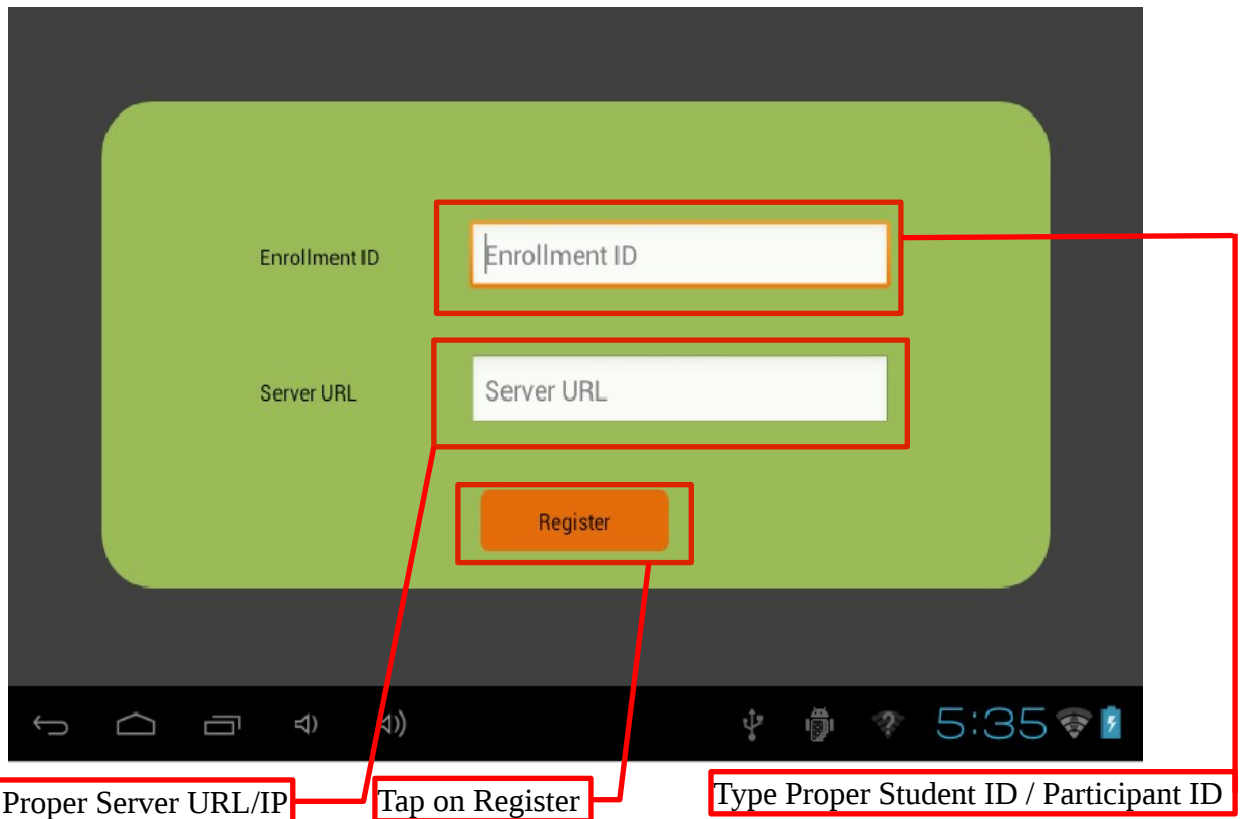 Enrollment ID
Enrollment ID
Server URL
Server URL
Register
5:35
Proper Server URL/IP
Tap on Register
Type Proper Student ID / Participant ID